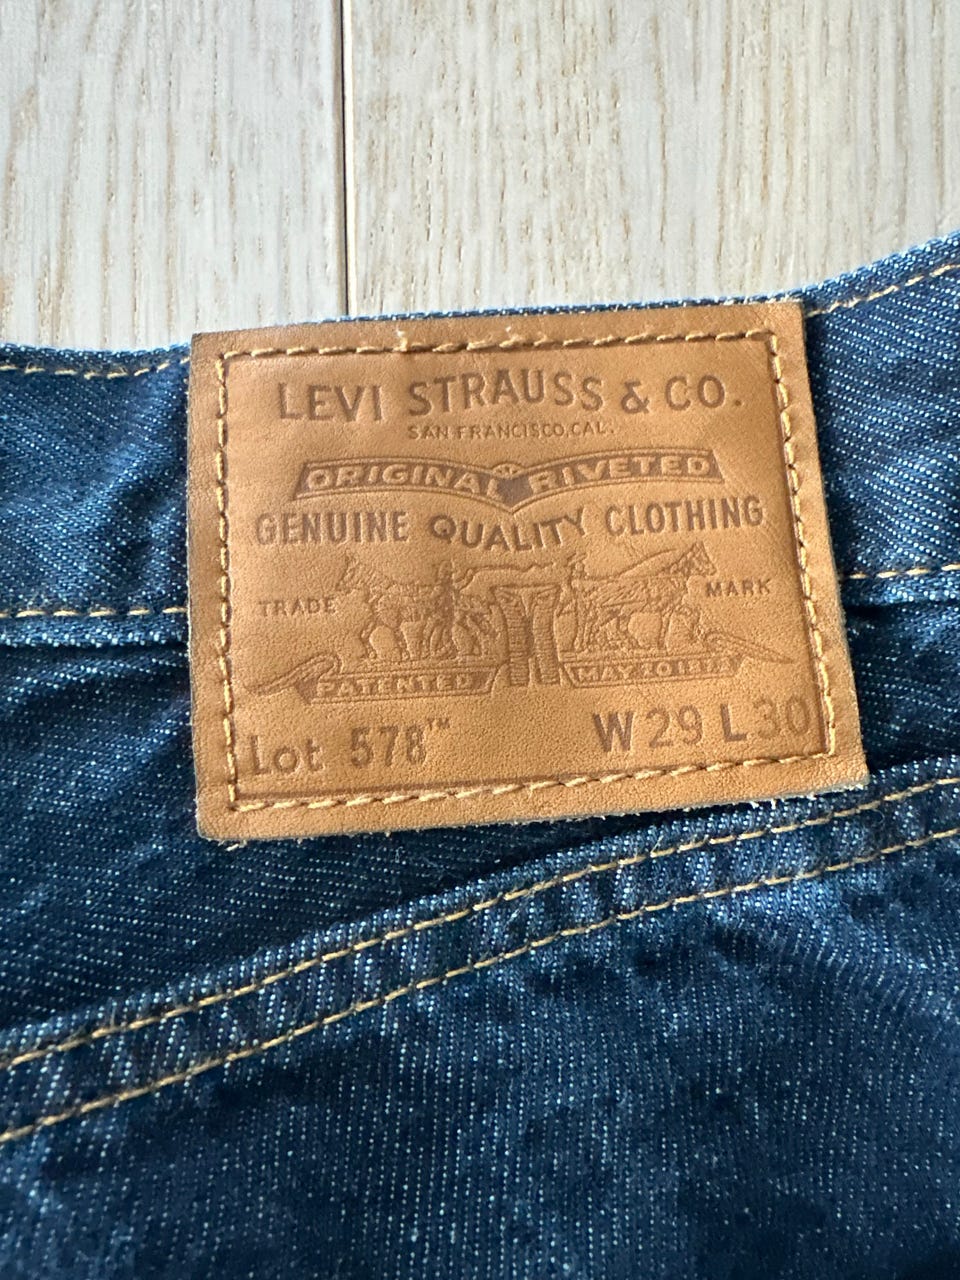 LEVI STRAUSS & CO.
SAN FRANCISCO, CAL.
ORIGINAL RIVETED
GENUINE QUALITY CLOTHING
TRADE MARK
PATENTED MAY 20 1873
Lot 578™ W 29 L 30